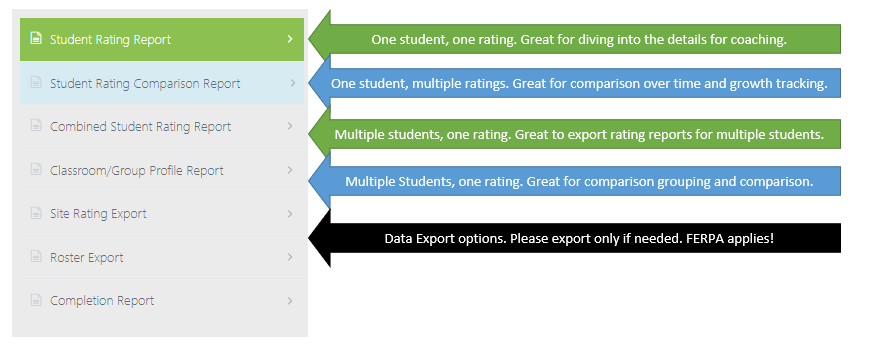 Student Rating Report
One student, one rating. Great for diving into the details for coaching.
Student Rating Comparison Report
One student, multiple ratings. Great for comparison over time and growth tracking.
Combined Student Rating Report
Multiple students, one rating. Great to export rating reports for multiple students.
Classroom/Group Profile Report
Multiple Students, one rating. Great for comparison grouping and comparison.
Site Rating Export
Data Export options. Please export only if needed. FERPA applies!
Roster Export
Completion Report